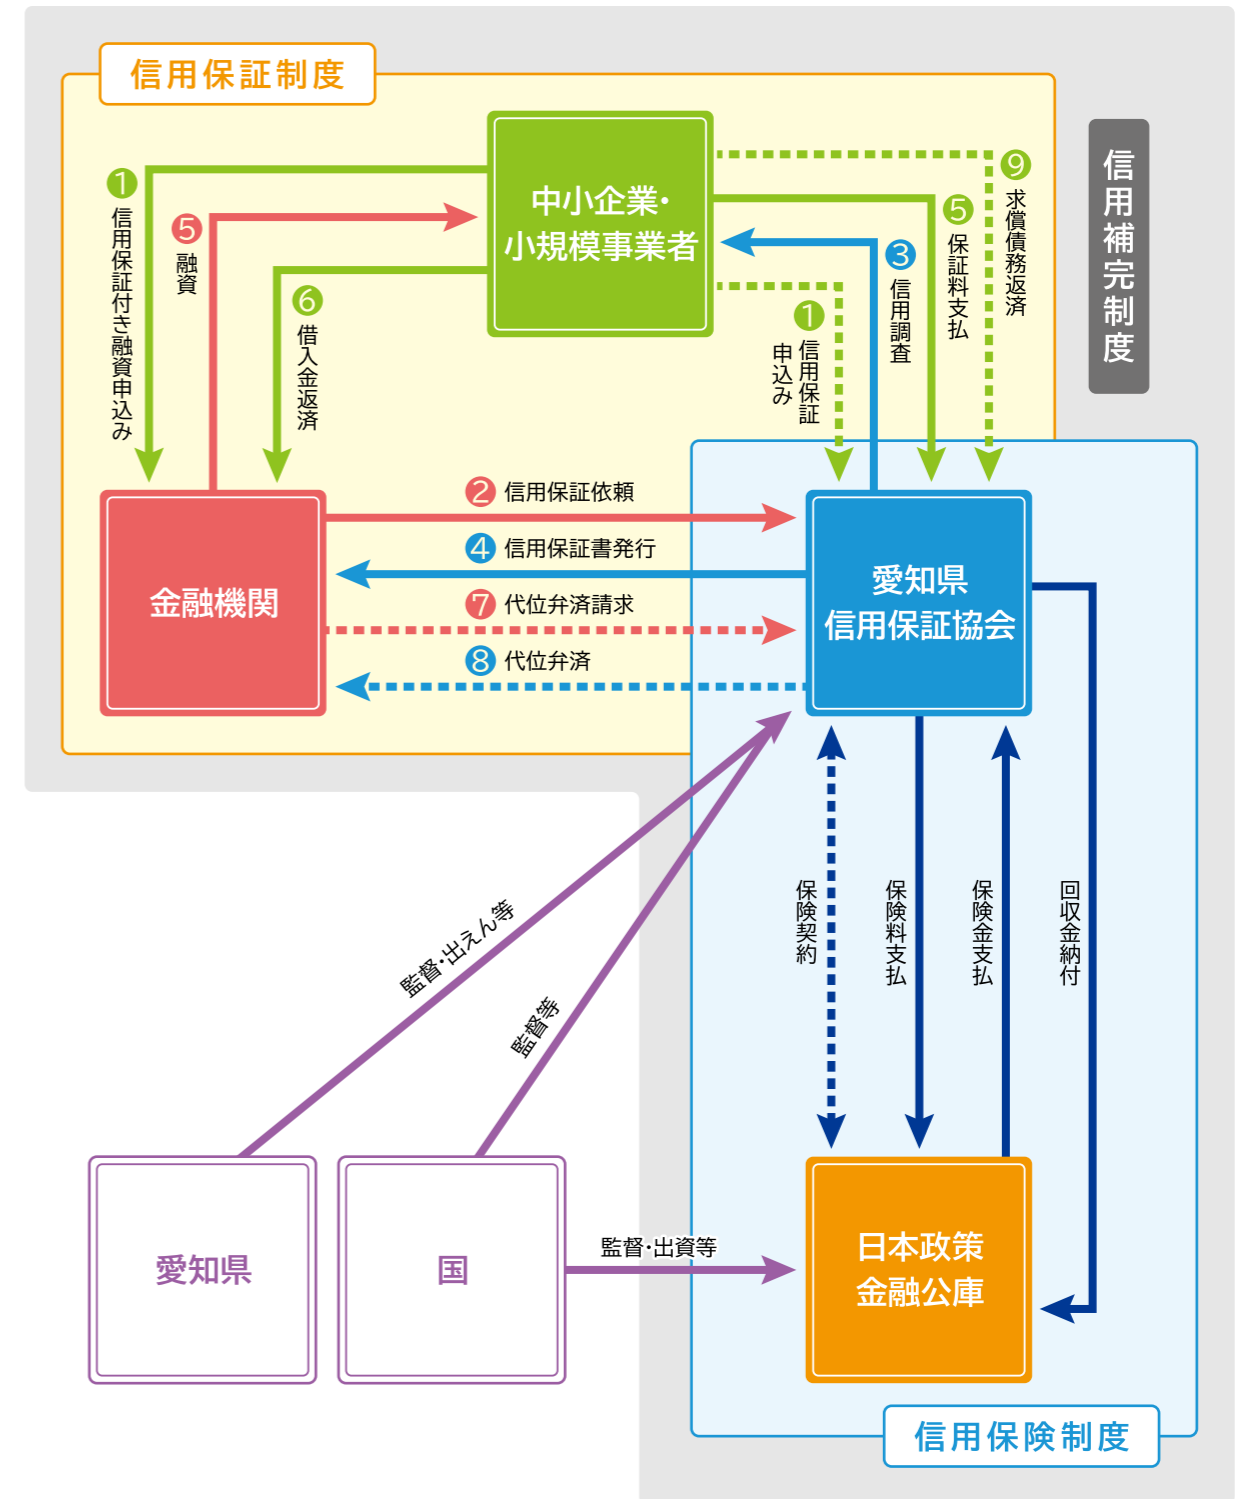 信用保証制度
信用補完制度
中小企業・
小規模事業者
❶
信用保証付き融資申込み
❺
融資
❻
借入金返済
❶
信用保証
申込み
❸
信用調査
❺
保証料支払
❾
求償債務返済
❷ 信用保証依頼
❹ 信用保証書発行
❼ 代位弁済請求
❽ 代位弁済
金融機関
愛知県
信用保証協会
保険契約
保険料支払
保険金支払
回収金納付
監督・出えん等
監督等
監督・出資等
愛知県
国
日本政策
金融公庫
信用保険制度